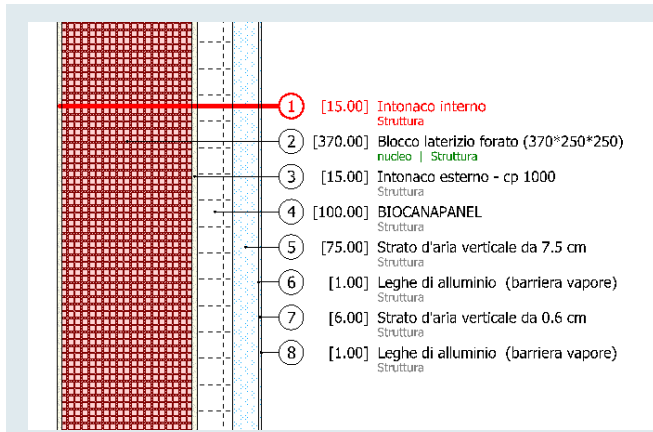 1 [15.00] Intonaco interno
Struttura
2 [370.00] Blocco laterizio forato (370*250*250)
nucleo | Struttura
3 [15.00] Intonaco esterno - cp 1000
Struttura
4 [100.00] BIOCANAPANEL
Struttura
5 [75.00] Strato d'aria verticale da 7.5 cm
Struttura
6 [1.00] Leghe di alluminio (barriera vapore)
Struttura
7 [6.00] Strato d'aria verticale da 0.6 cm
Struttura
8 [1.00] Leghe di alluminio (barriera vapore)
Struttura